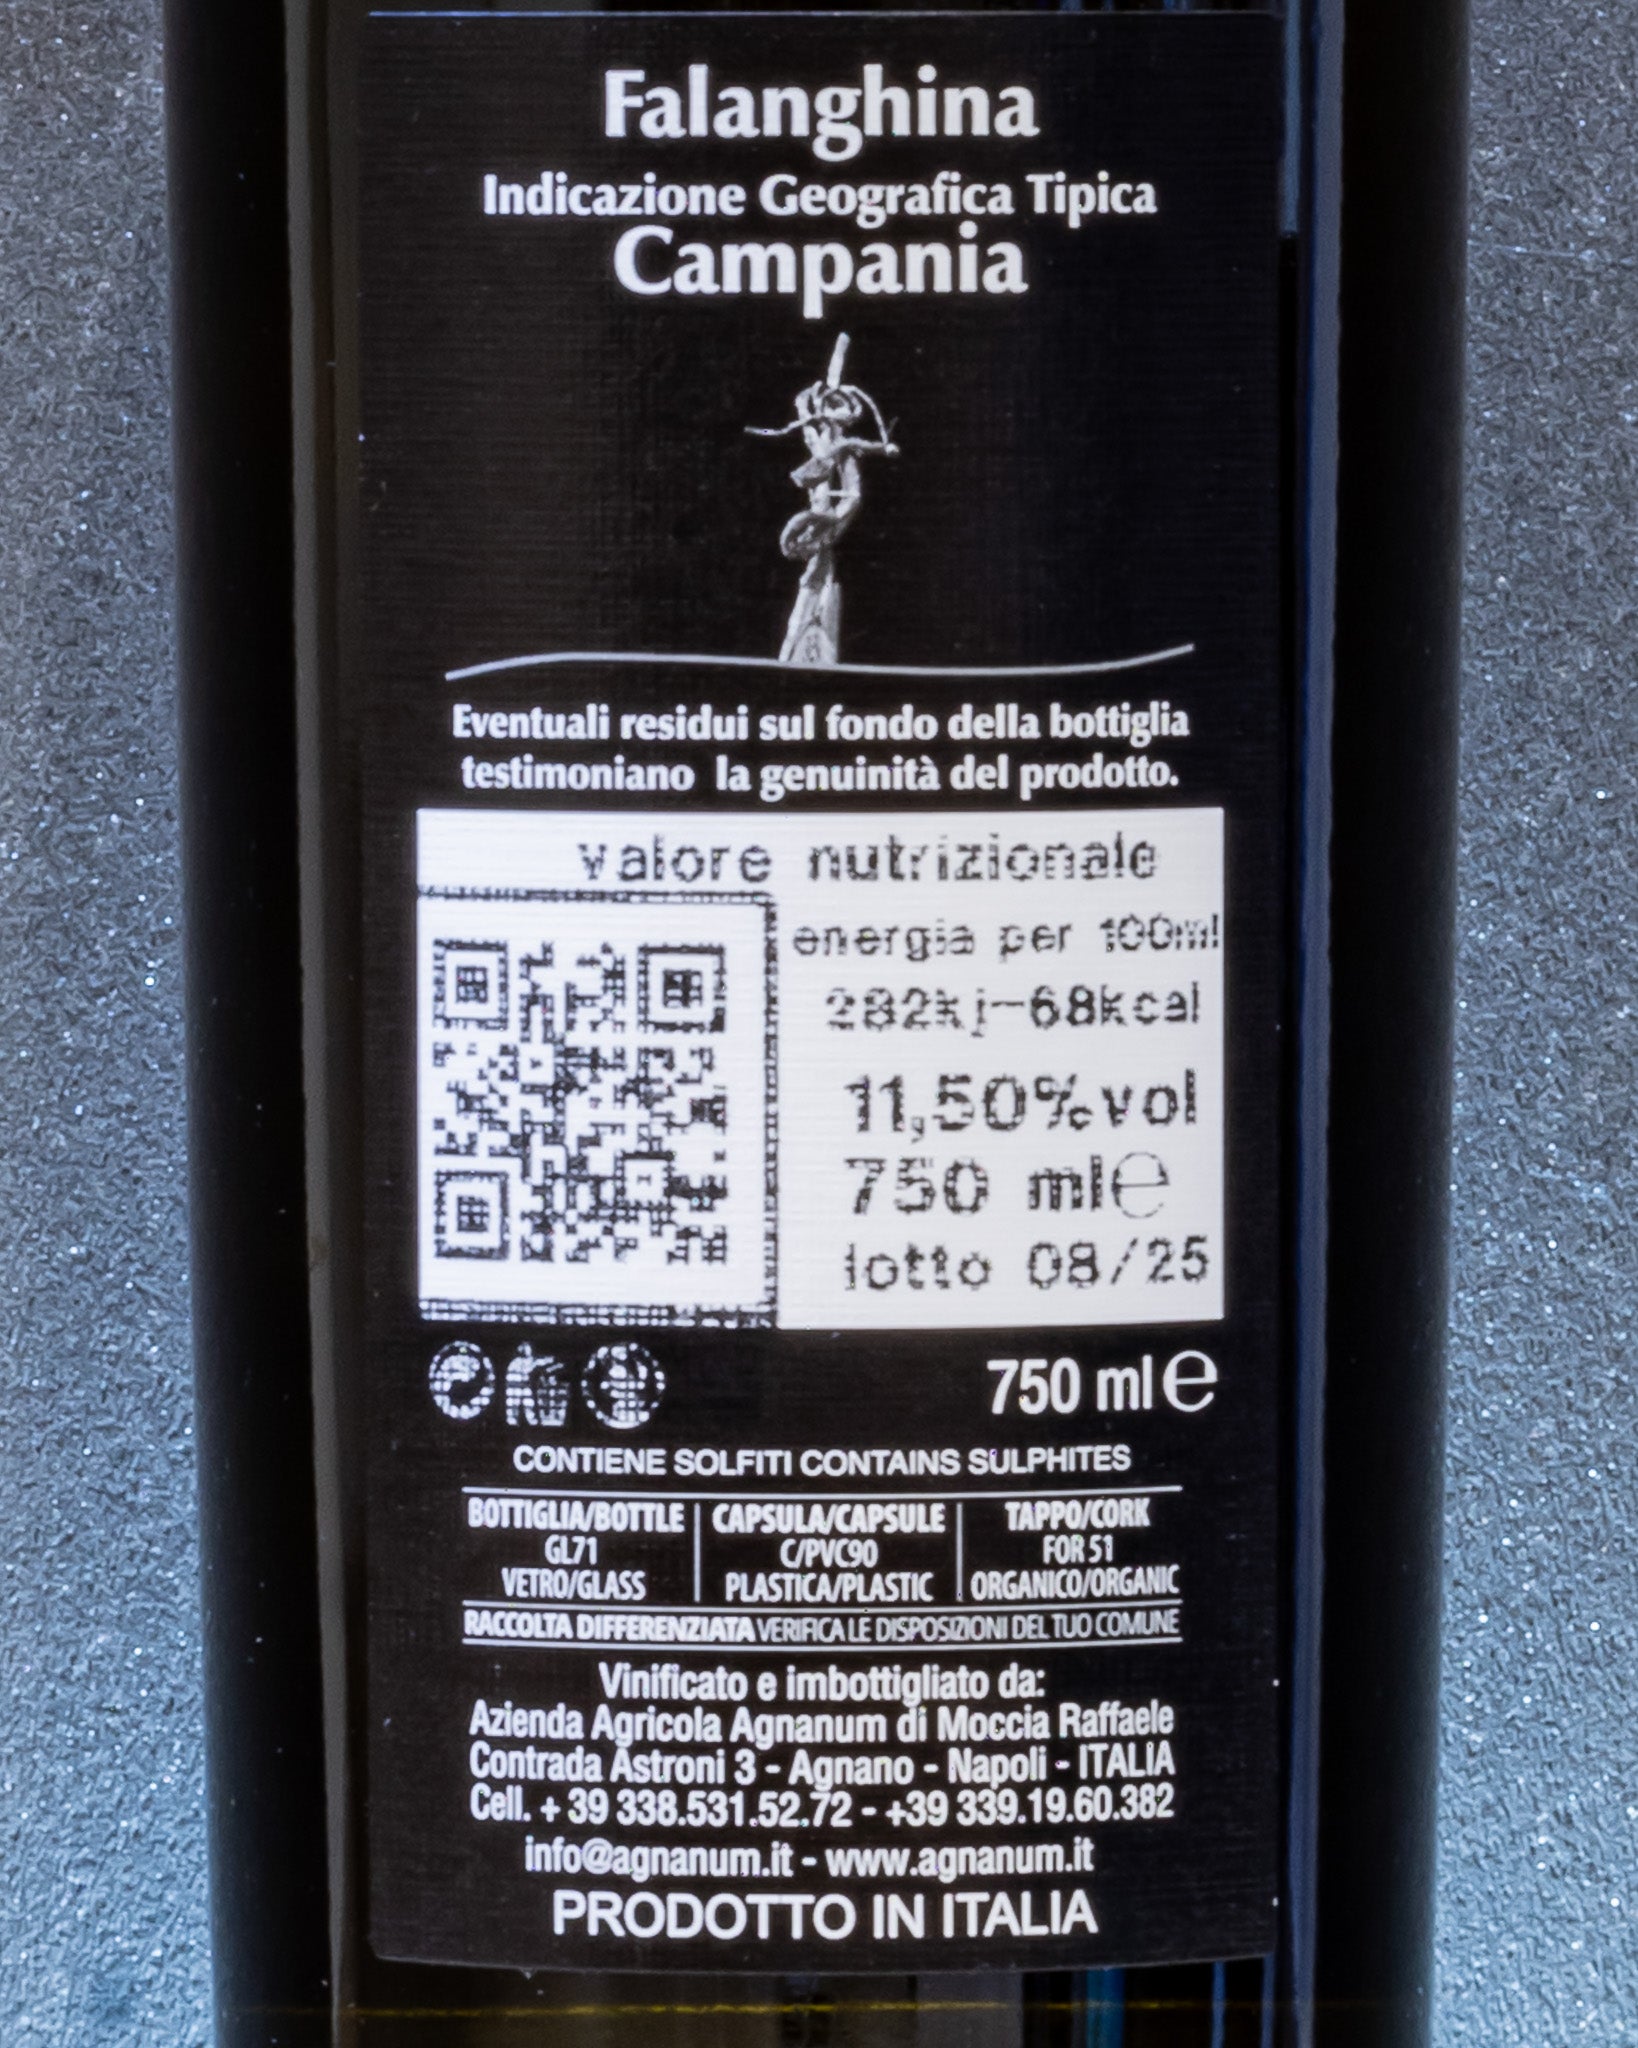 Falanghina
Indicazione Geografica Tipica
Campania
Eventuali residui sul fondo della bottiglia
testimoniano la genuinità del prodotto.
valore nutrizionale
energia per 100ml
282kj-68kcal
11,50%vol
750 ml e
lotto 08/25
750 ml e
CONTIENE SOLFITI CONTAINS SULPHITES
BOTTIGLIA/BOTTLE CAPSULA/CAPSULE TAPPO/CORK
GL71 C/PVC90 FOR 51
VETRO/GLASS PLASTICA/PLASTIC ORGANICO/ORGANIC
RACCOLTA DIFFERENZIATA VERIFICA LE DISPOSIZIONI DEL TUO COMUNE
Vinificato e imbottigliato da:
Azienda Agricola Agnanum di Moccia Raffaele
Contrada Astroni 3 - Agnano - Napoli - ITALIA
Cell. + 39 338.531.52.72 - +39 339.19.60.382
info@agnanum.it - www.agnanum.it
PRODOTTO IN ITALIA